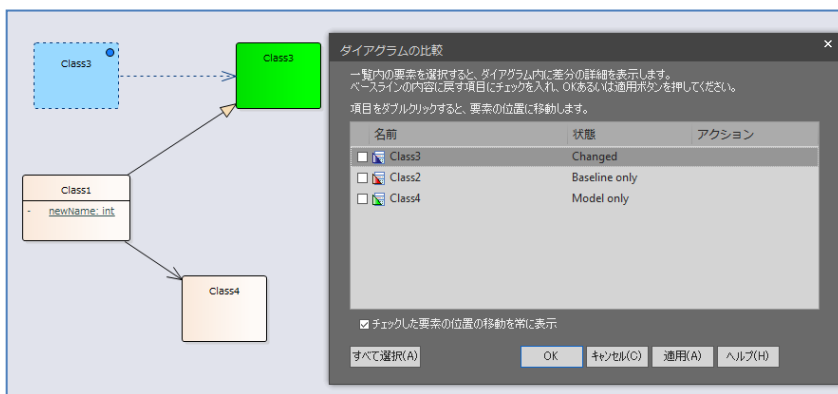 Class3
Class3
Class1
- newName: int
Class4
ダイアグラムの比較
×
一覧内の要素を選択すると、ダイアグラム内に差分の詳細を表示します。
ベースラインの内容に戻す項目にチェックを入れ、OKあるいは適用ボタンを押してください。
項目をダブルクリックすると、要素の位置に移動します。
名前 状態 アクション
Class3 Changed
Class2 Baseline only
Class4 Model only
チェックした要素の位置の移動を常に表示
すべて選択(A) OK キャンセル(C) 適用(A) ヘルプ(H)